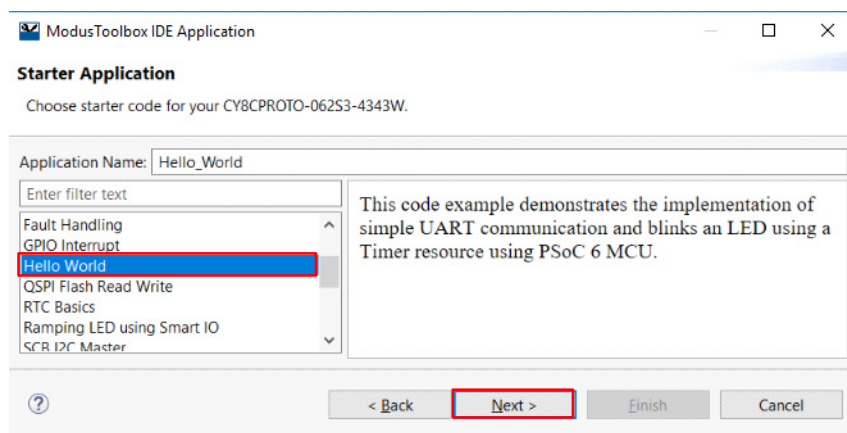 ModusToolbox IDE Application
Starter Application
Choose starter code for your CY8CPROTO-062S3-4343W.
Application Name: Hello_World
Enter filter text
Fault Handling
GPIO Interrupt
Hello World
QSPI Flash Read Write
RTC Basics
Ramping LED using Smart IO
SCB I2C Master
This code example demonstrates the implementation of
simple UART communication and blinks an LED using a
Timer resource using PSoC 6 MCU.
?
< Back
Next >
Finish
Cancel